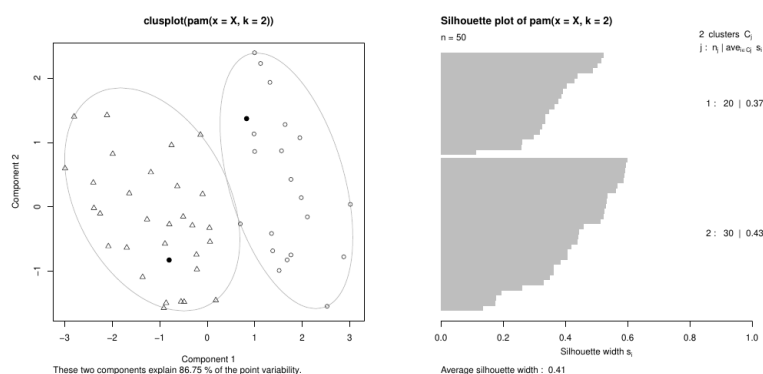 clusplot(pam(x = X, k = 2))
Component 2
2
1
0
−1
−3
−2
−1
0
1
2
3
Component 1
These two components explain 86.75 % of the point variability.
Silhouette plot of pam(x = X, k = 2)
n = 50
2 clusters Cj
j : nj | avei∈Cj si
1 : 20 | 0.37
2 : 30 | 0.43
0.0
0.2
0.4
0.6
0.8
1.0
Silhouette width si
Average silhouette width : 0.41